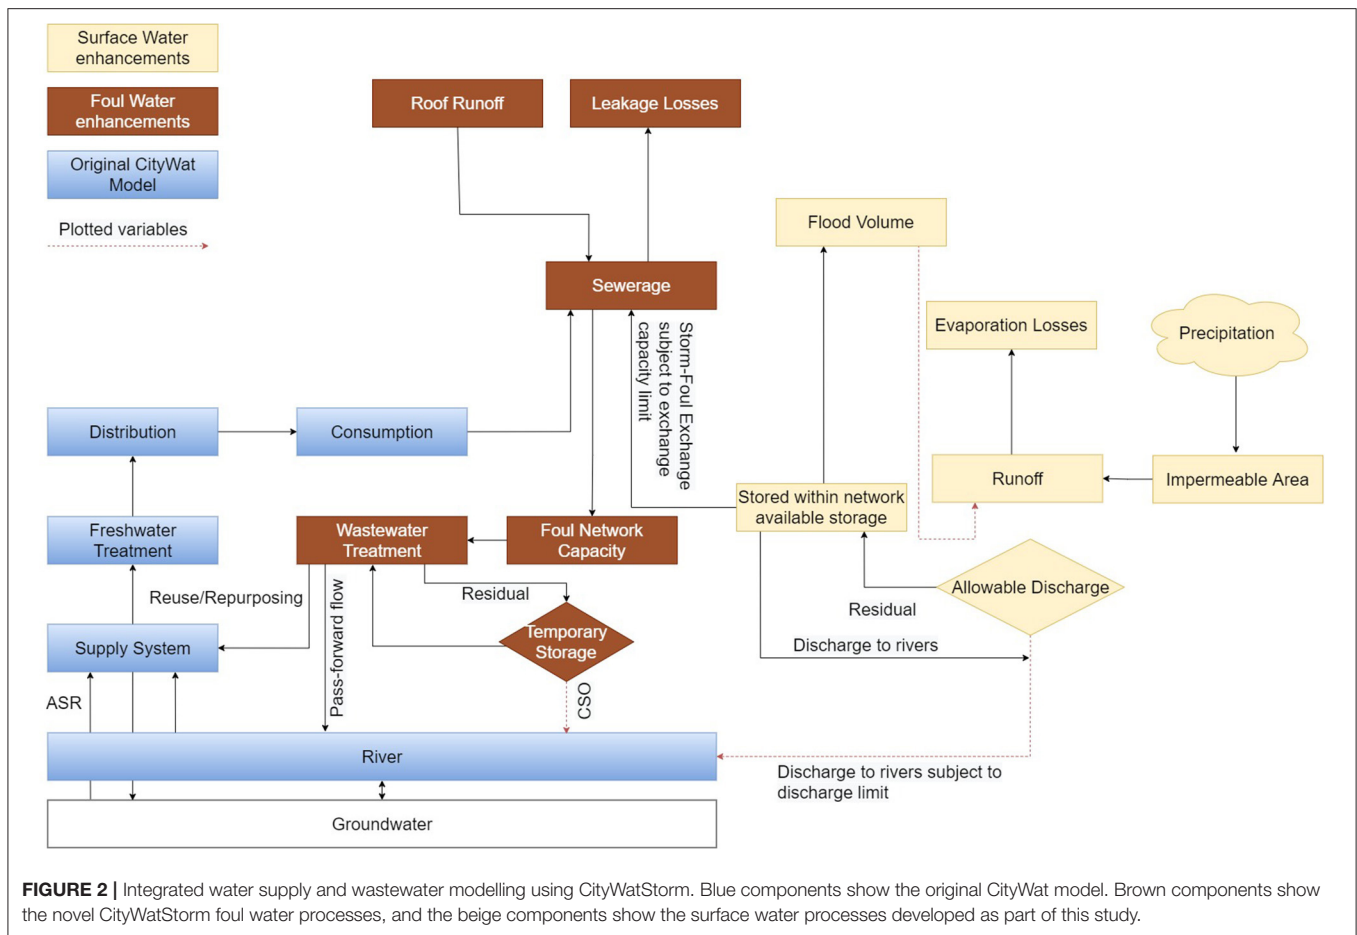 Surface Water
enhancements
Foul Water
enhancements
Original CityWat
Model
Plotted variables
Roof Runoff
Leakage Losses
Flood Volume
Sewerage
Evaporation Losses
Precipitation
Storm-Foul Exchange
subject to exchange
capacity limit
Distribution
Consumption
Runoff
Impermeable Area
Stored within network
available storage
Freshwater
Treatment
Wastewater
Treatment
Foul Network
Capacity
Allowable Discharge
Reuse/Repurposing
Residual
Residual
Supply System
Temporary
Storage
Discharge to rivers
Pass-forward flow
ASR
CSO
River
Discharge to rivers subject to
discharge limit
Groundwater
FIGURE 2 | Integrated water supply and wastewater modelling using CityWatStorm. Blue components show the original CityWat model. Brown components show
the novel CityWatStorm foul water processes, and the beige components show the surface water processes developed as part of this study.